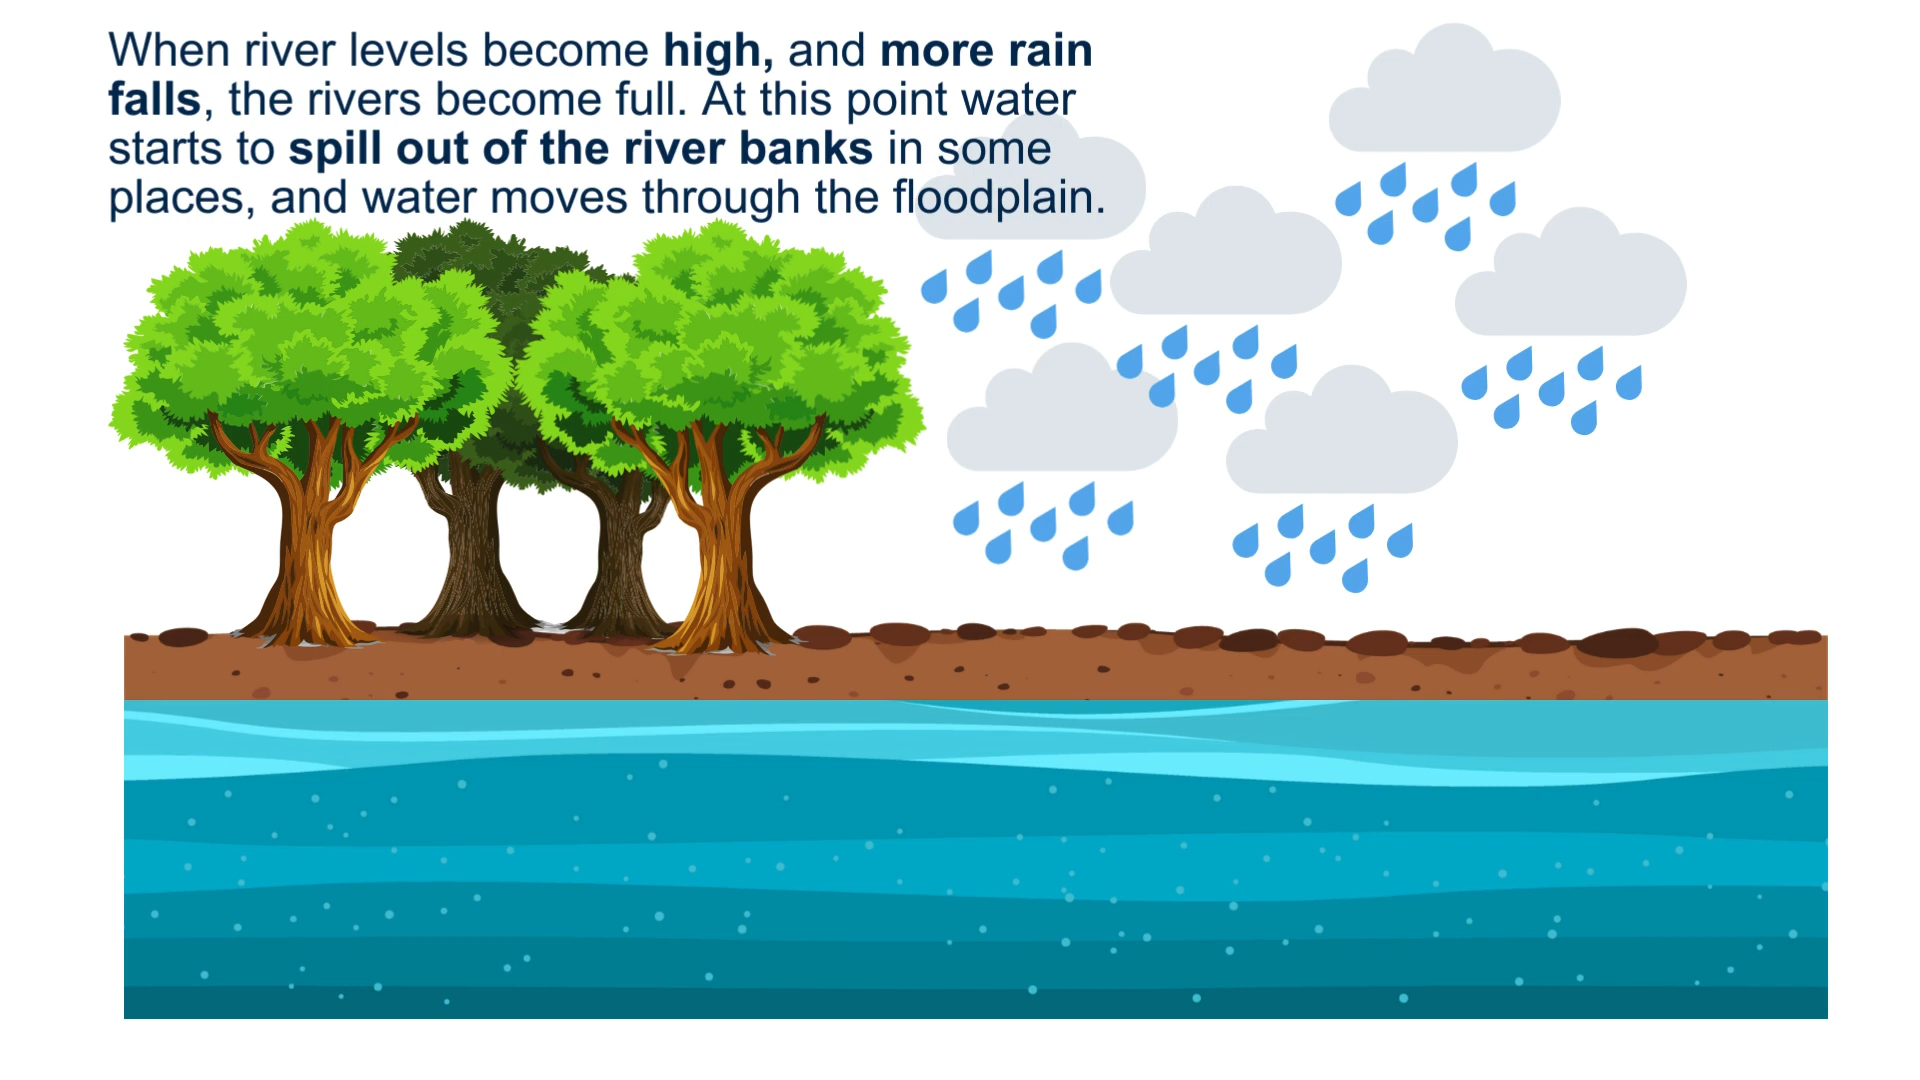 When river levels become high, and more rain
falls, the rivers become full. At this point water
starts to spill out of the river banks in some
places, and water moves through the floodplain.